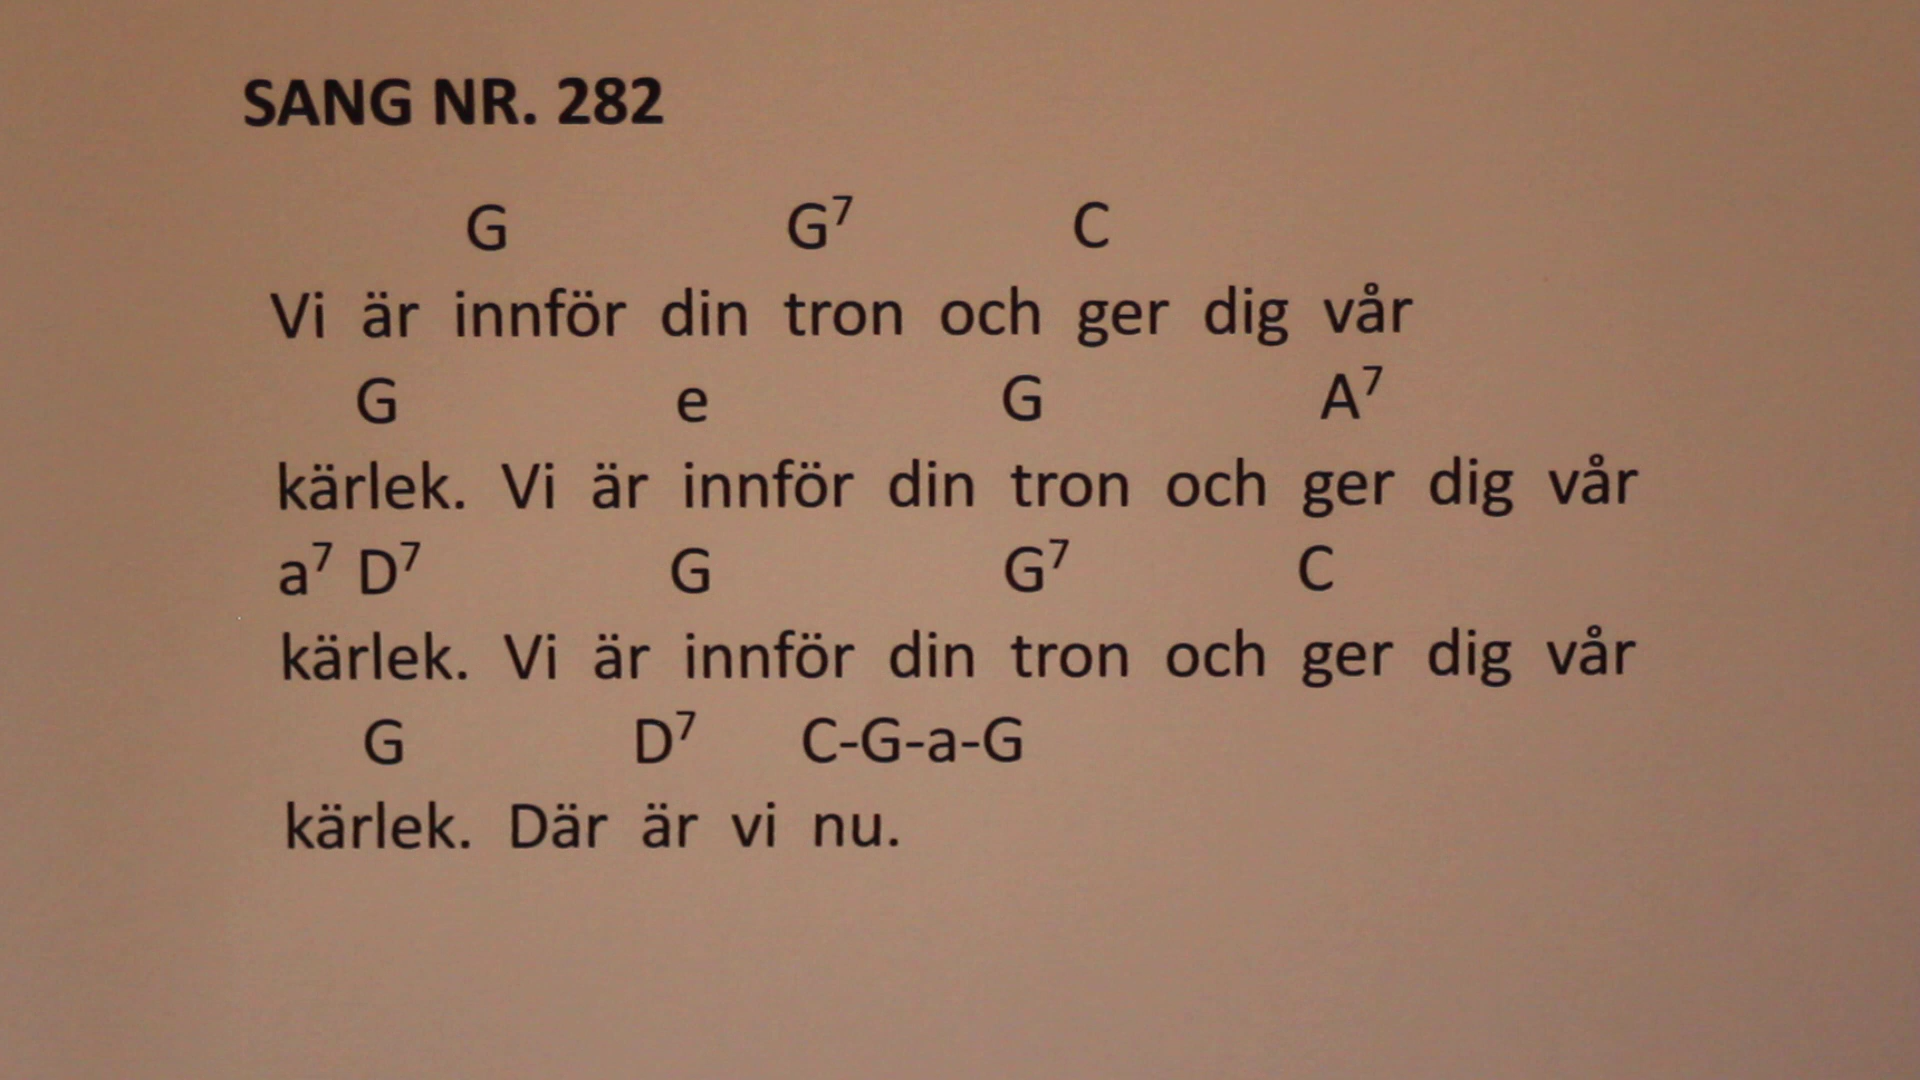 SANG NR. 282
G G⁷ C
Vi är innför din tron och ger dig vår
G e G A⁷
kärlek. Vi är innför din tron och ger dig vår
a⁷ D⁷ G G⁷ C
kärlek. Vi är innför din tron och ger dig vår
G D⁷ C-G-a-G
kärlek. Där är vi nu.